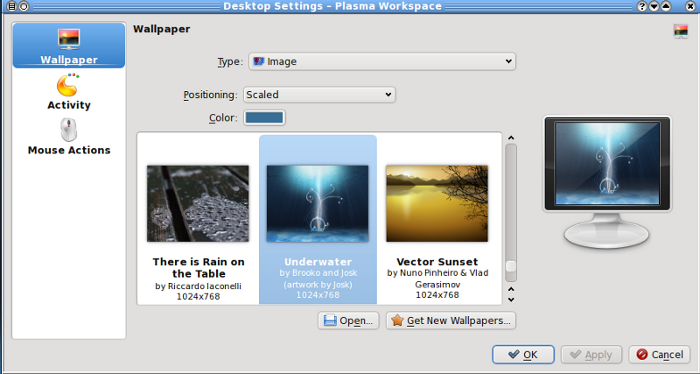 Desktop Settings – Plasma Workspace
Wallpaper
Activity
Mouse Actions
Wallpaper
Type: Image
Positioning: Scaled
Color:
There is Rain on
the Table
by Riccardo Iaconelli
1024x768
Underwater
by Brooko and Josk
(artwork by Josk)
1024x768
Vector Sunset
by Nuno Pinheiro & Vlad
Gerasimov
1024x768
Open...
Get New Wallpapers...
OK
Apply
Cancel